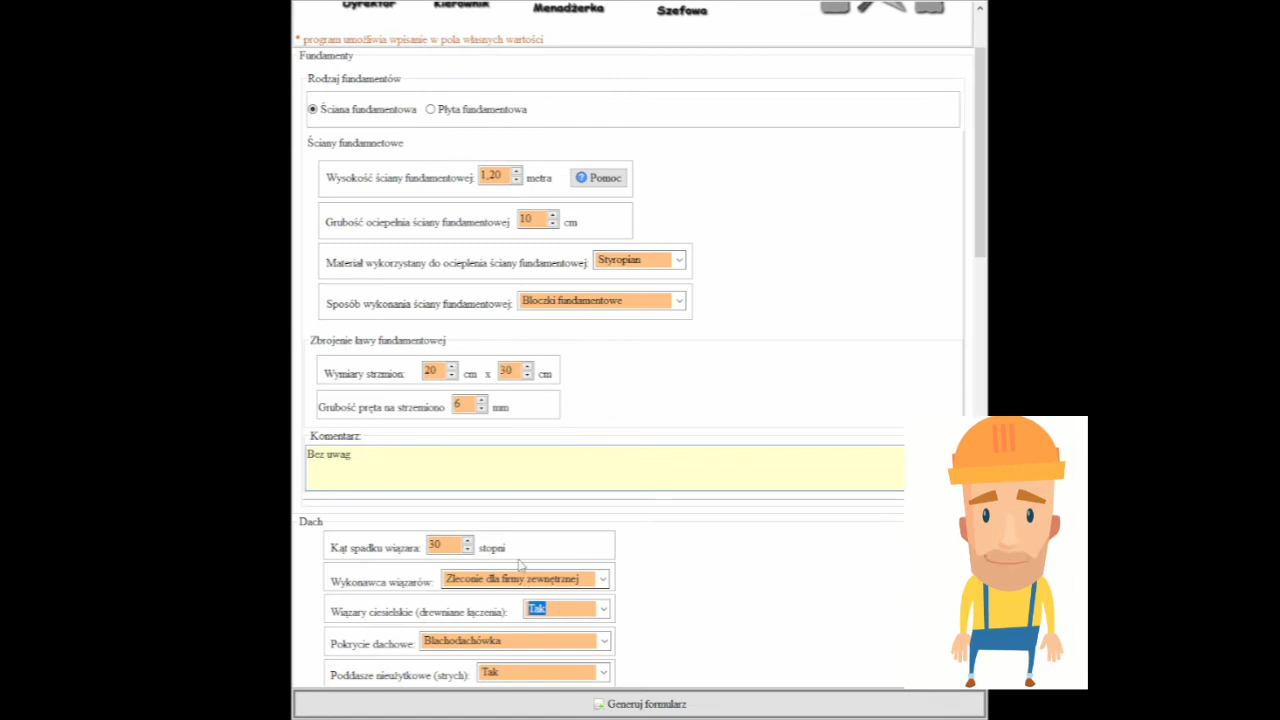 Dyrektor Kierownik Menadżerka Szefowa
* program umożliwia wpisanie w pola własnych wartości
Fundamenty
Rodzaj fundamentów
Ściana fundamentowa Płyta fundamentowa
Ściany fundamnetowe
Wysokość ściany fundamentowej: 1,20 metra Pomoc
Grubość ociepelnia ściany fundamentowej 10 cm
Materiał wykorzystany do ocieplenia ściany fundamentowej: Styropian
Sposób wykonania ściany fundamentowej: Bloczki fundamentowe
Zbrojenie ławy fundamentowej
Wymiary strzmion: 20 cm x 30 cm
Grubość pręta na strzemiono 6 mm
Komentarz:
Bez uwag
Dach
Kąt spadku wiązara: 30 stopni
Wykonawca wiązarów: Zleconie dla firmy zewnętrznej
Wiązary ciesielskie (drewniane łączenia): Tak
Pokrycie dachowe: Blachodachówka
Poddasze nieużytkowe (strych): Tak
Generuj formularz